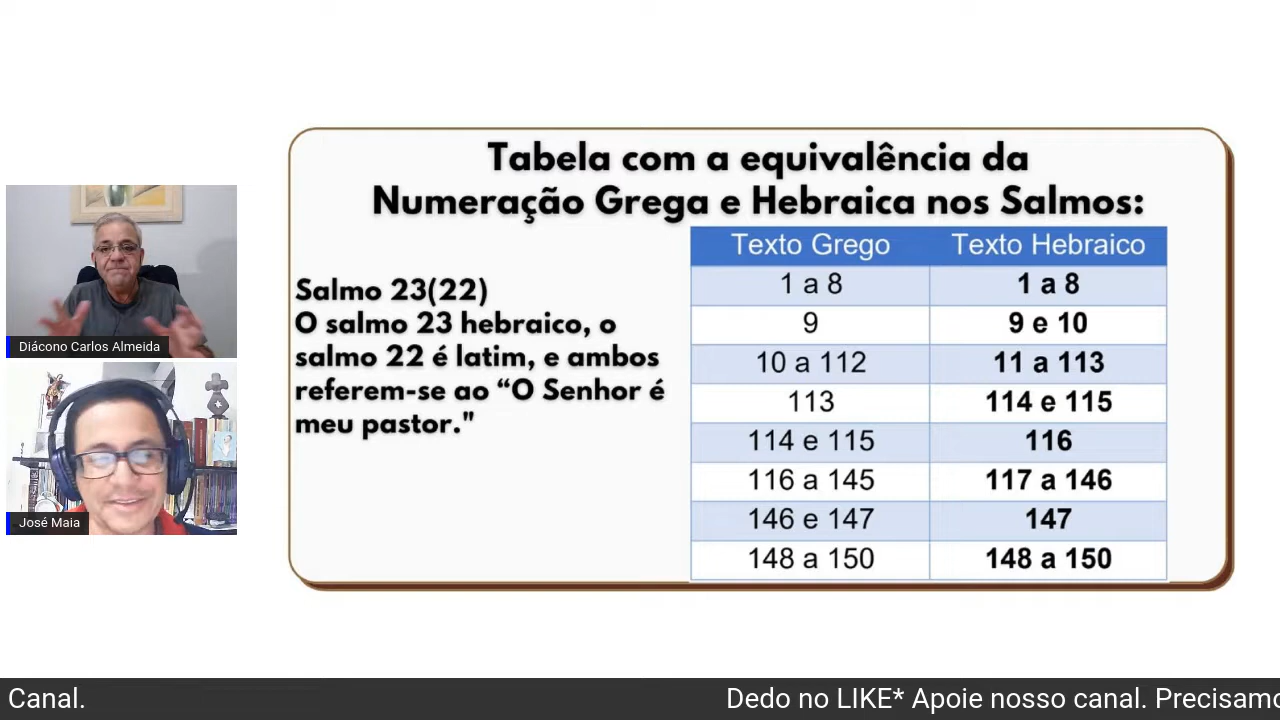 Tabela com a equivalência da
Numeração Grega e Hebraica nos Salmos:
Salmo 23(22)
O salmo 23 hebraico, o
salmo 22 é latim, e ambos
referem-se ao “O Senhor é
meu pastor."
Texto Grego Texto Hebraico
1 a 8 1 a 8
9 9 e 10
10 a 112 11 a 113
113 114 e 115
114 e 115 116
116 a 145 117 a 146
146 e 147 147
148 a 150 148 a 150
Diácono Carlos Almeida
José Maia
Canal. Dedo no LIKE* Apoie nosso canal. Precisamo